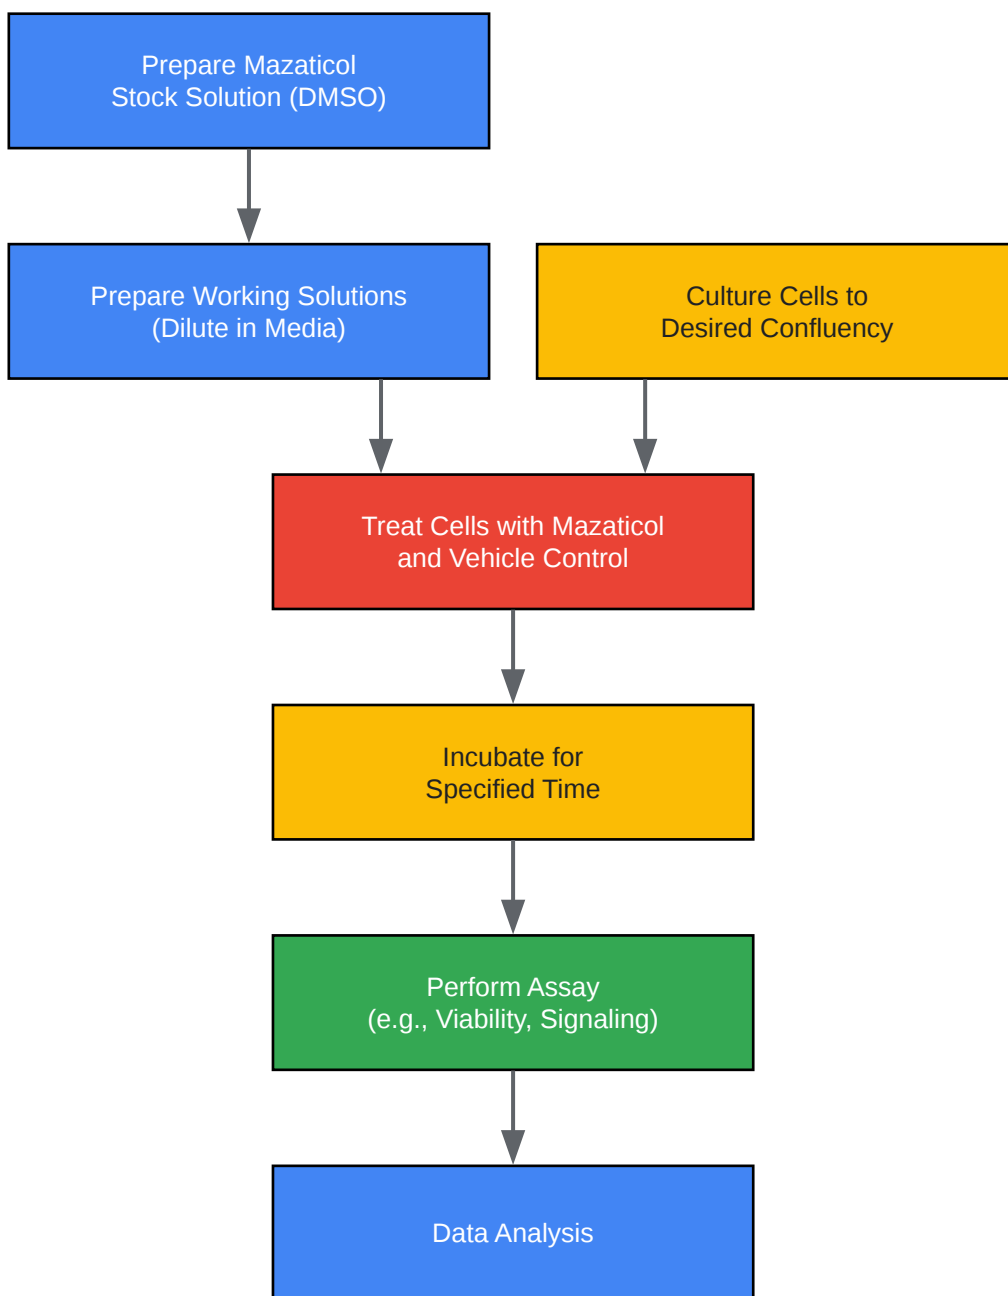 Prepare Mazaticol
Stock Solution (DMSO)
Prepare Working Solutions
(Dilute in Media)
Culture Cells to
Desired Confluency
Treat Cells with Mazaticol
and Vehicle Control
Incubate for
Specified Time
Perform Assay
(e.g., Viability, Signaling)
Data Analysis